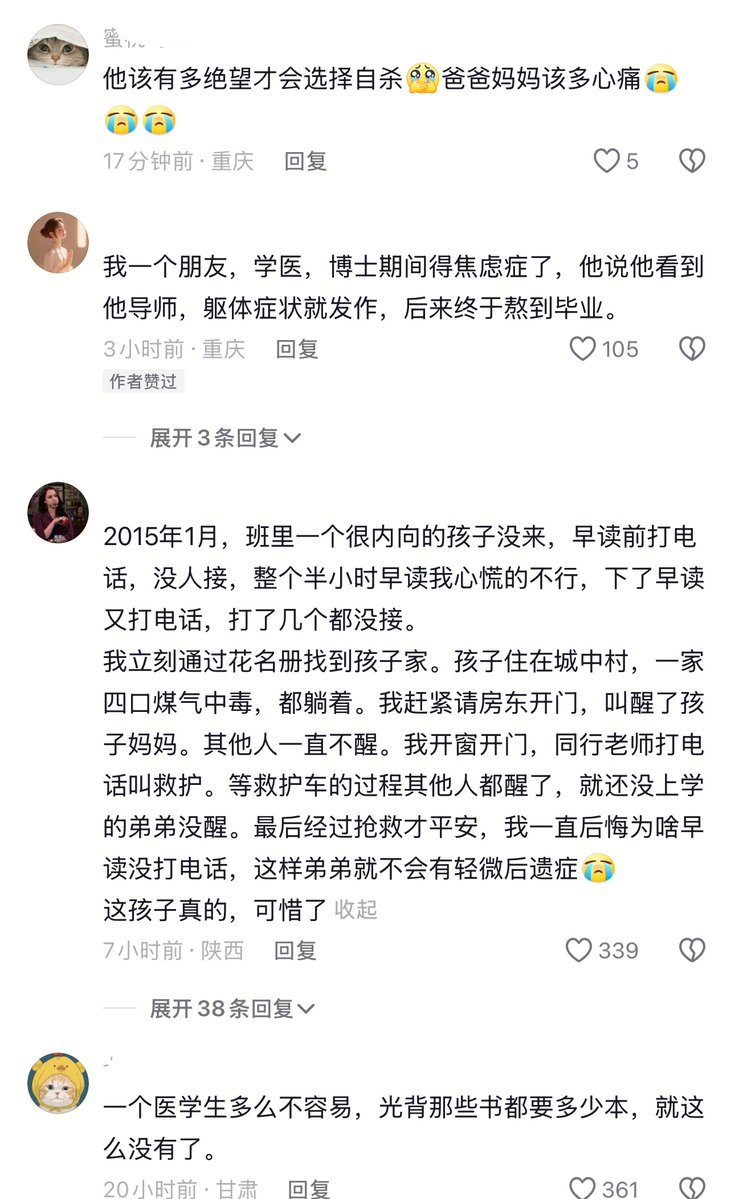 他该有多绝望才会选择自杀🥹爸爸妈妈该多心痛😭
😭😭
17分钟前 · 重庆 回复 5
我一个朋友，学医，博士期间得焦虑症了，他说他看到
他导师，躯体症状就发作，后来终于熬到毕业。
3小时前 · 重庆 回复 105
作者赞过
展开3条回复
2015年1月，班里一个很内向的孩子没来，早读前打电
话，没人接，整个半小时早读我心慌的不行，下了早读
又打电话，打了几个都没接。
我立刻通过花名册找到孩子家。孩子住在城中村，一家
四口煤气中毒，都躺着。我赶紧请房东开门，叫醒了孩
子妈妈。其他人一直不醒。我开窗开门，同行老师打电
话叫救护。等救护车的过程其他人都醒了，就还没上学
的弟弟没醒。最后经过抢救才平安，我一直后悔为啥早
读没打电话，这样弟弟就不会有轻微后遗症😭
这孩子真的，可惜了 收起
7小时前 · 陕西 回复 339
展开38条回复
一个医学生多么不容易，光背那些书都要多少本，就这
么没有了。
20小时前 · 甘肃 回复 361